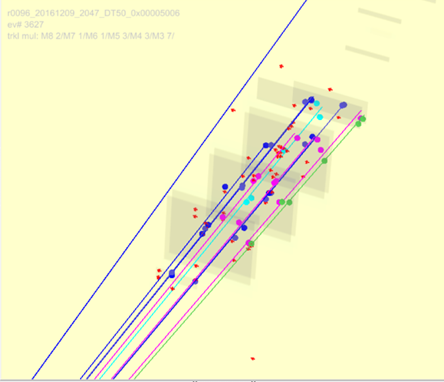 r0096_20161209_2047_DT50_0x00005006
ev# 3627
trkl mul: M8 2/M7 1/M6 1/M5 3/M4 3/M3 7/